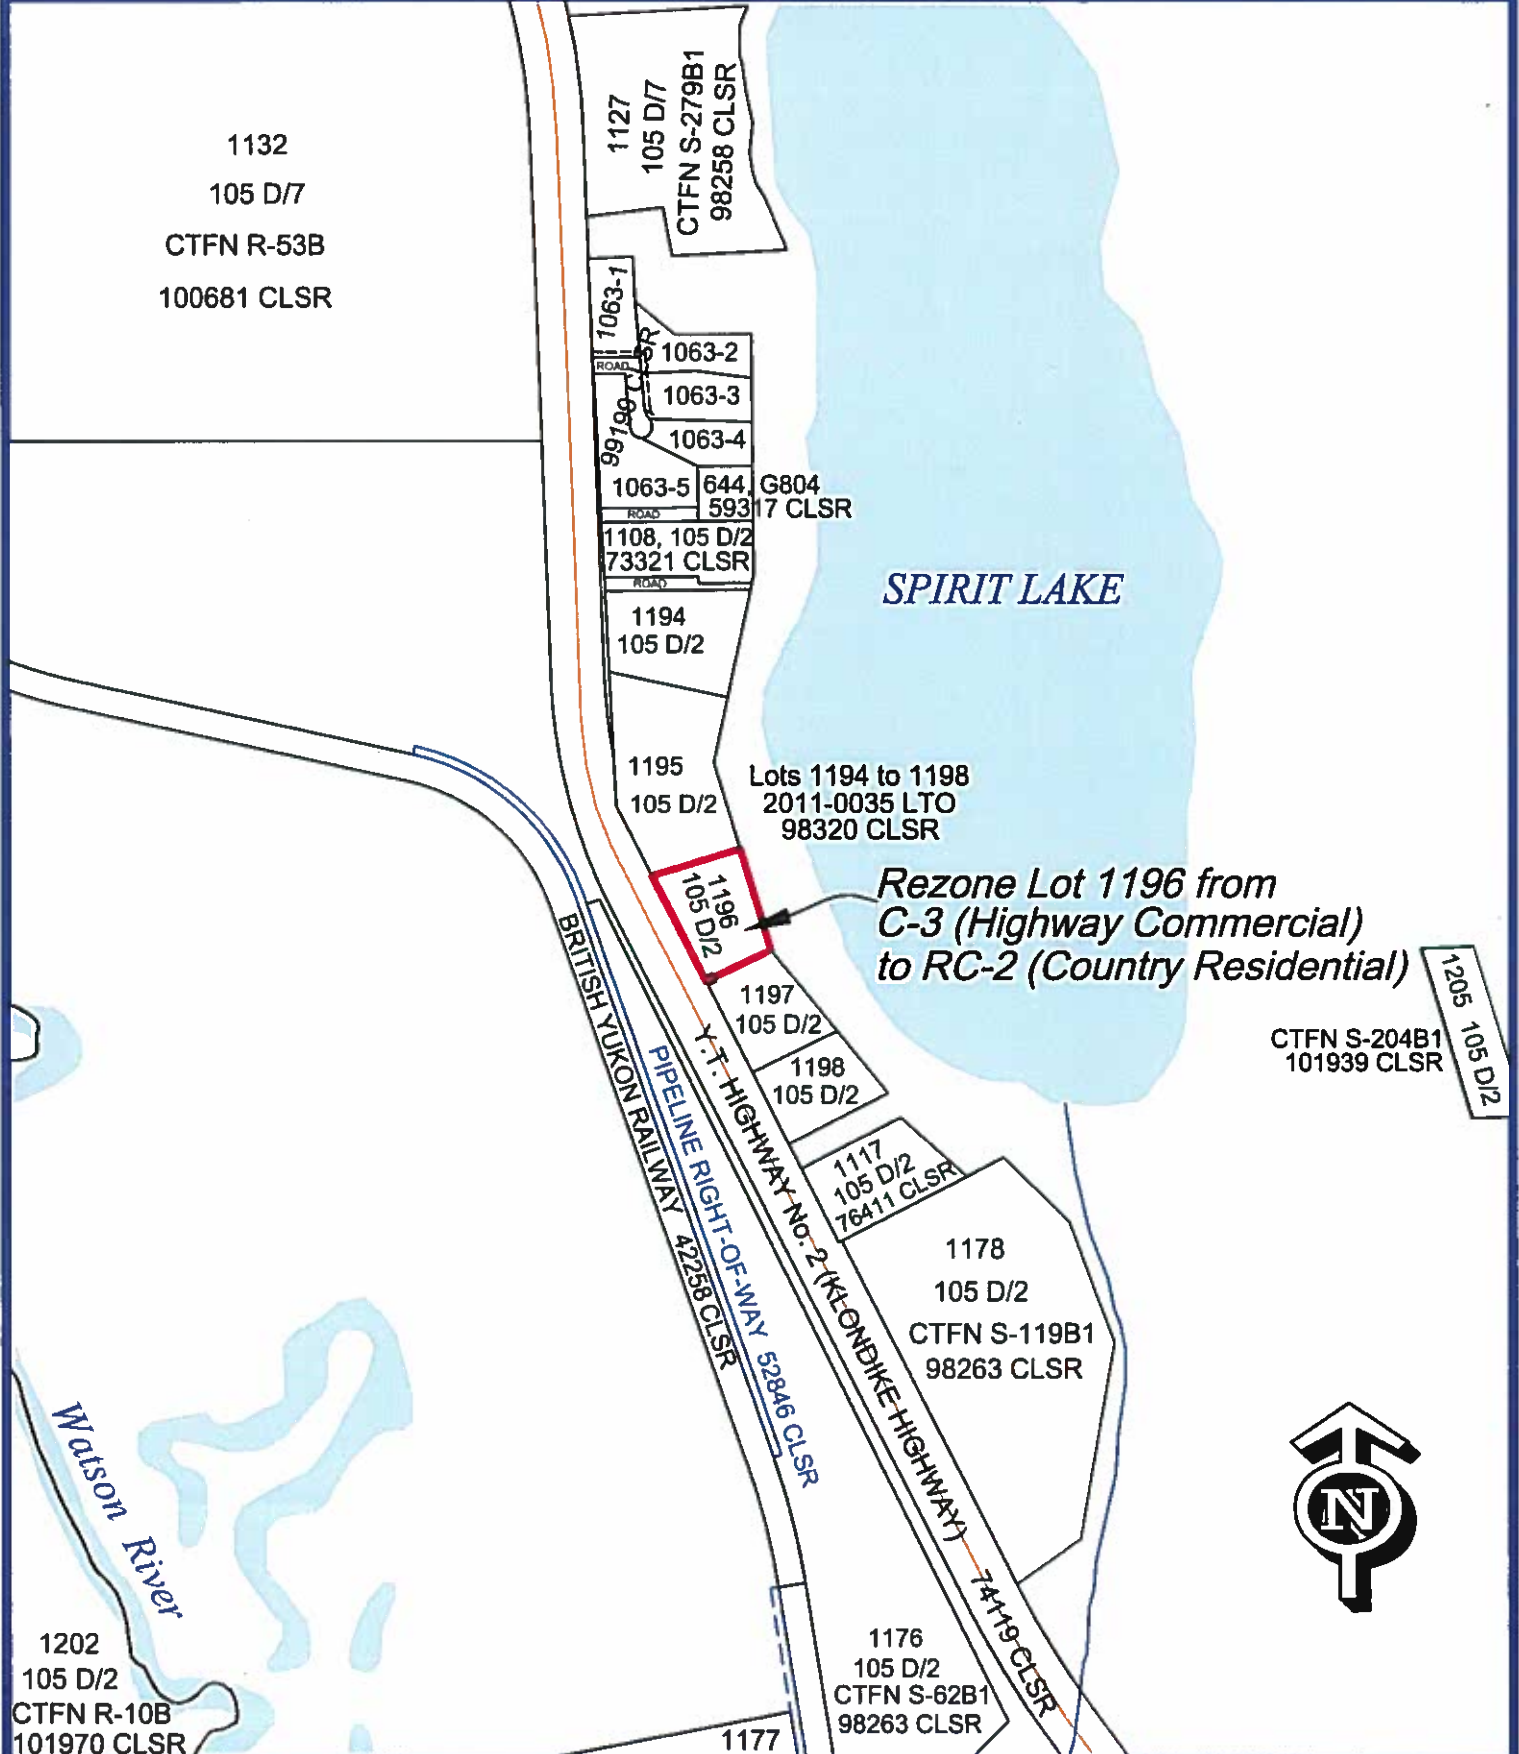 1132
105 D/7
CTFN R-53B
100681 CLSR
1127
105 D/7
CTFN S-279B1
98258 CLSR
1063-1
ROAD
99199 CLSR
1063-2
1063-3
1063-4
1063-5
644, G804
59317 CLSR
ROAD
1108, 105 D/2
73321 CLSR
ROAD
1194
105 D/2
SPIRIT LAKE
1195
105 D/2
Lots 1194 to 1198
2011-0035 LTO
98320 CLSR
1196
105 D/2
Rezone Lot 1196 from
C-3 (Highway Commercial)
to RC-2 (Country Residential)
1197
105 D/2
1198
105 D/2
1205 105 D/2
CTFN S-204B1
101939 CLSR
BRITISH YUKON RAILWAY 42258 CLSR
PIPELINE RIGHT-OF-WAY 52846 CLSR
Y.T. HIGHWAY No. 2 (KLONDIKE HIGHWAY) 74119 CLSR
1117
105 D/2
76411 CLSR
1178
105 D/2
CTFN S-119B1
98263 CLSR
Watson River
N
1202
105 D/2
CTFN R-10B
101970 CLSR
1176
105 D/2
CTFN S-62B1
98263 CLSR
1177